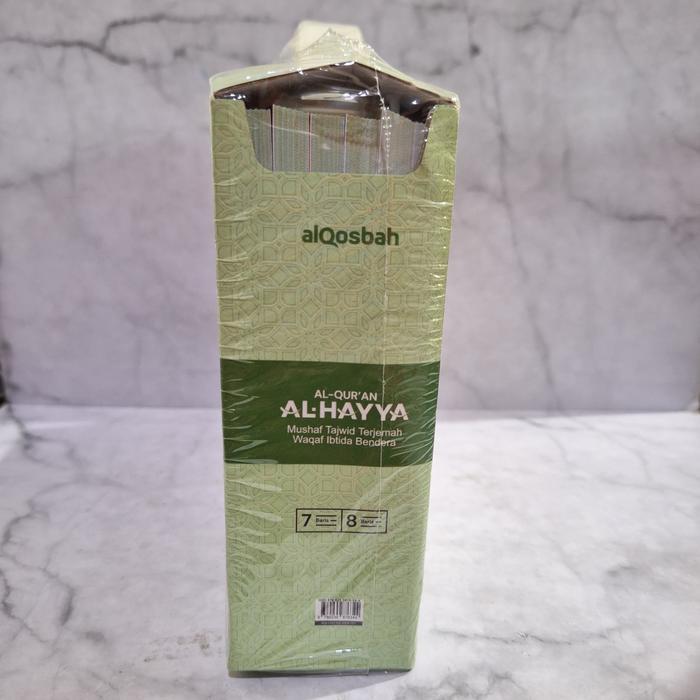 alQosbah
AL-QUR'AN
AL-HAYYA
Mushaf Tajwid Terjemah
Waqaf Ibtida Bendera
7 Baris 8 Baris